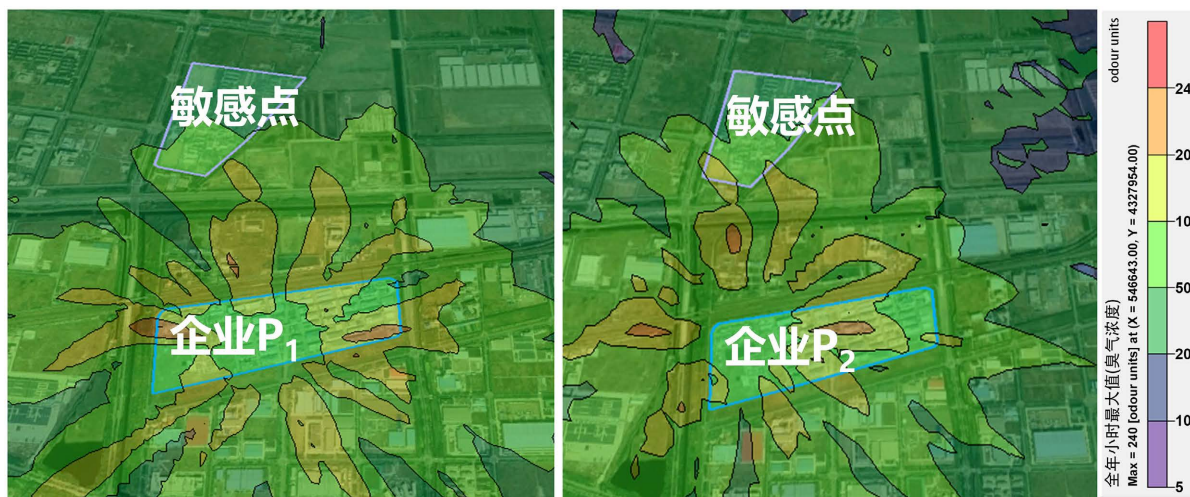 敏感点
企业P1
敏感点
企业P2
odour units
全年小时最大值(臭气浓度)
Max = 240 [odour units] at (X = 546643.00, Y = 4327954.00)
24
20
10
50
20
10
5